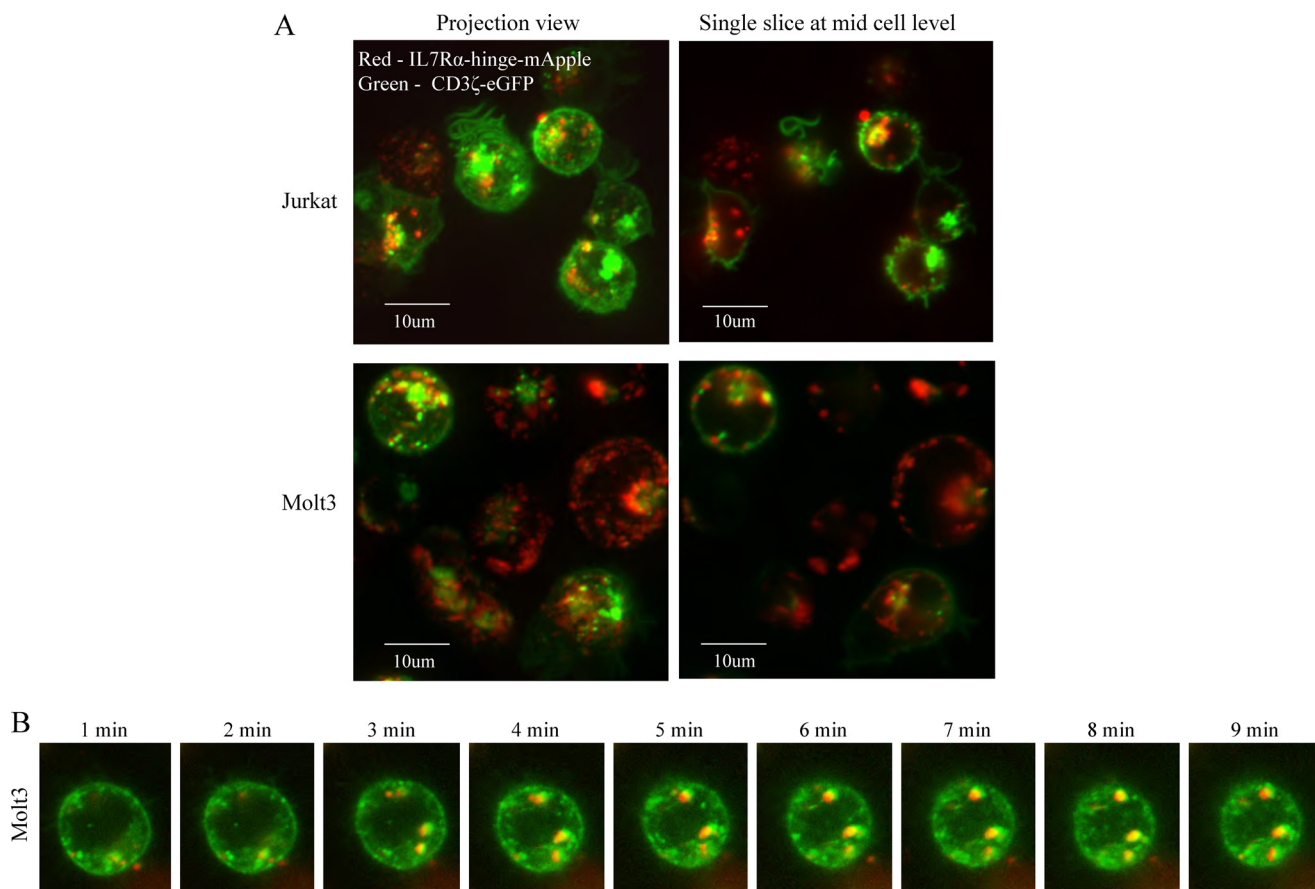 A
Projection view
Single slice at mid cell level
Red - IL7Rα-hinge-mApple
Green - CD3ζ-eGFP
Jurkat
10um
10um
Molt3
10um
10um
B
1 min
2 min
3 min
4 min
5 min
6 min
7 min
8 min
9 min
Molt3